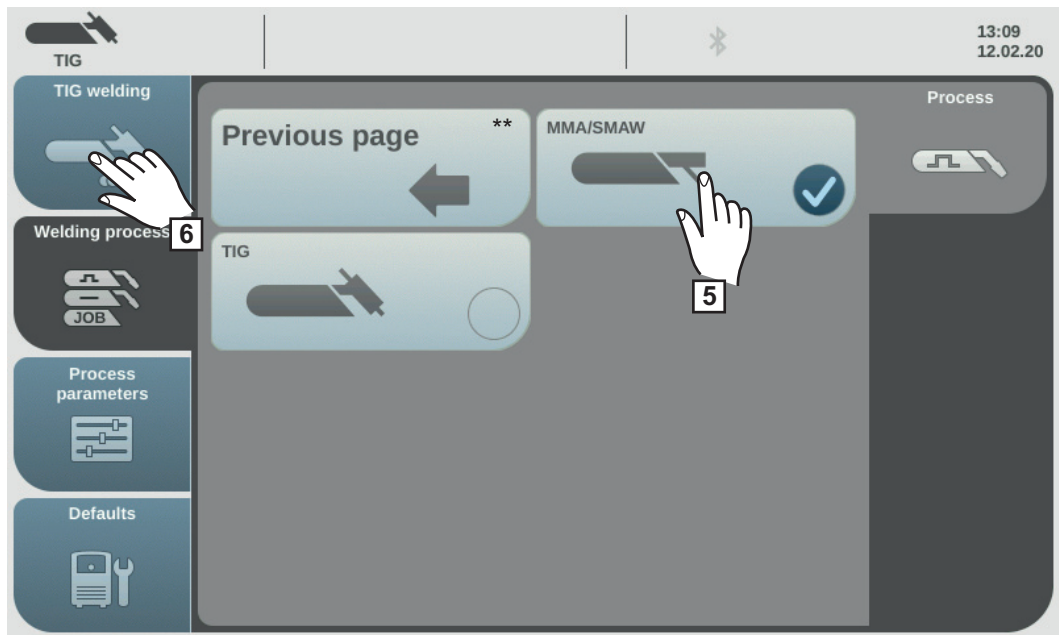 TIG
13:09
12.02.20
TIG welding
6
Welding process
JOB
Process
parameters
Defaults
Previous page **
MMA/SMAW
5
TIG
Process